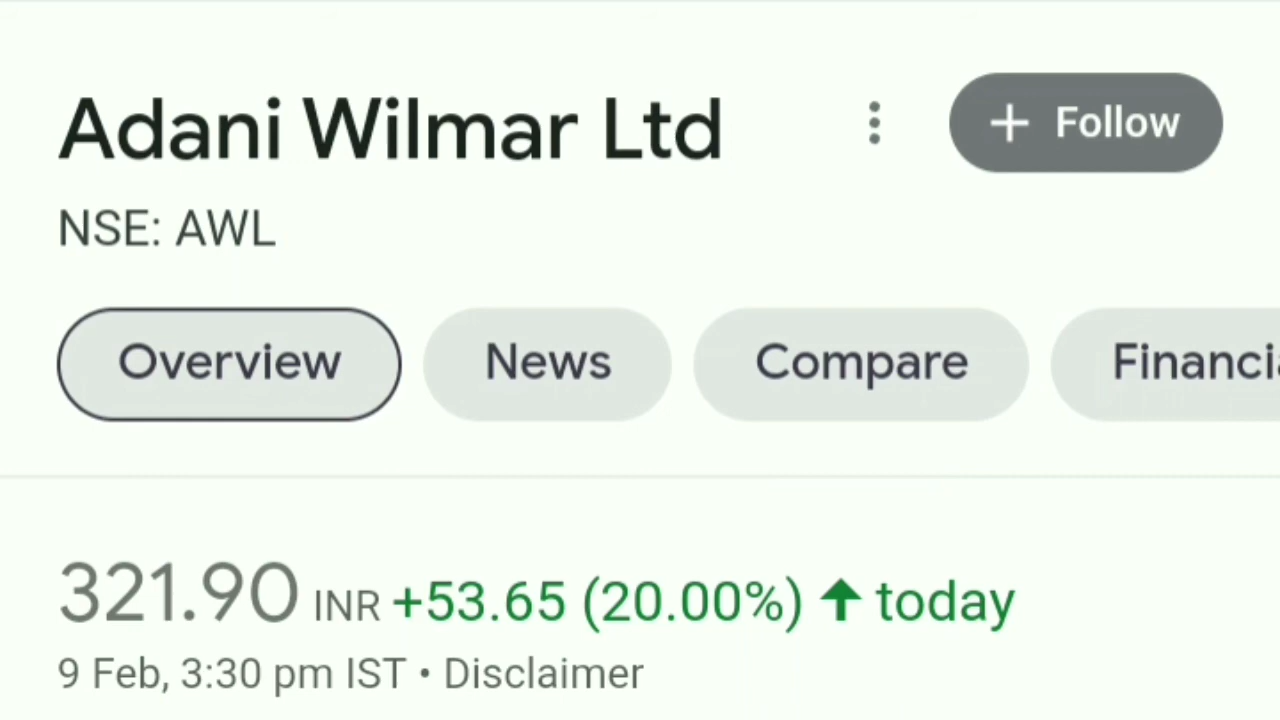 Adani Wilmar Ltd
+ Follow
NSE: AWL
Overview News Compare
321.90 INR +53.65 (20.00%) ↑ today
9 Feb, 3:30 pm IST • Disclaimer